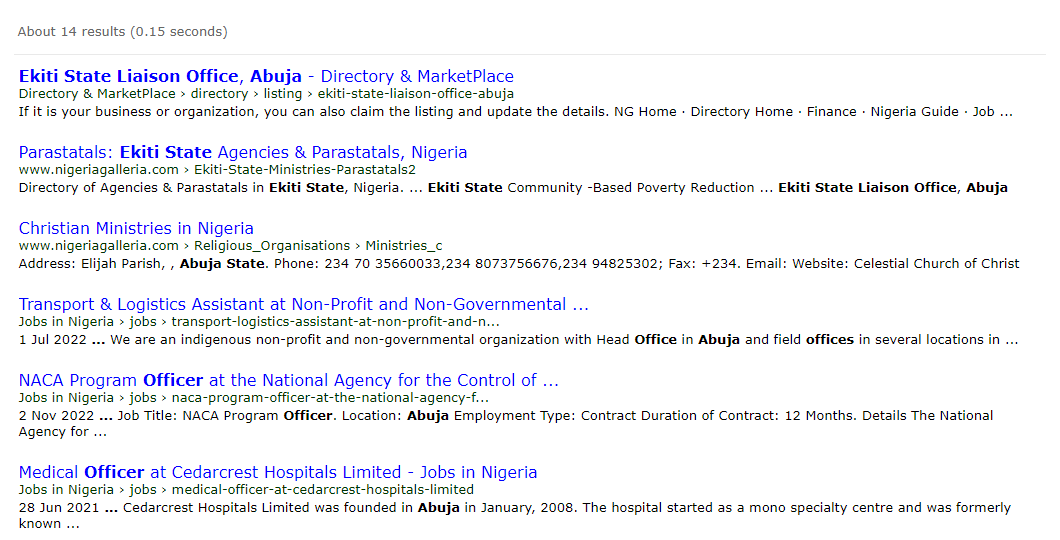 About 14 results (0.15 seconds)
Ekiti State Liaison Office, Abuja - Directory & MarketPlace
Directory & MarketPlace › directory › listing › ekiti-state-liaison-office-abuja
If it is your business or organization, you can also claim the listing and update the details. NG Home · Directory Home · Finance · Nigeria Guide · Job ...
Parastatals: Ekiti State Agencies & Parastatals, Nigeria
www.nigeriagalleria.com › Ekiti-State-Ministries-Parastatals2
Directory of Agencies & Parastatals in Ekiti State, Nigeria. ... Ekiti State Community -Based Poverty Reduction ... Ekiti State Liaison Office, Abuja
Christian Ministries in Nigeria
www.nigeriagalleria.com › Religious_Organisations › Ministries_c
Address: Elijah Parish, , Abuja State. Phone: 234 70 35660033,234 8073756676,234 94825302; Fax: +234. Email: Website: Celestial Church of Christ
Transport & Logistics Assistant at Non-Profit and Non-Governmental ...
Jobs in Nigeria › jobs › transport-logistics-assistant-at-non-profit-and-n...
1 Jul 2022 ... We are an indigenous non-profit and non-governmental organization with Head Office in Abuja and field offices in several locations in ...
NACA Program Officer at the National Agency for the Control of ...
Jobs in Nigeria › jobs › naca-program-officer-at-the-national-agency-f...
2 Nov 2022 ... Job Title: NACA Program Officer. Location: Abuja Employment Type: Contract Duration of Contract: 12 Months. Details The National
Agency for ...
Medical Officer at Cedarcrest Hospitals Limited - Jobs in Nigeria
Jobs in Nigeria › jobs › medical-officer-at-cedarcrest-hospitals-limited
28 Jun 2021 ... Cedarcrest Hospitals Limited was founded in Abuja in January, 2008. The hospital started as a mono specialty centre and was formerly
known ...